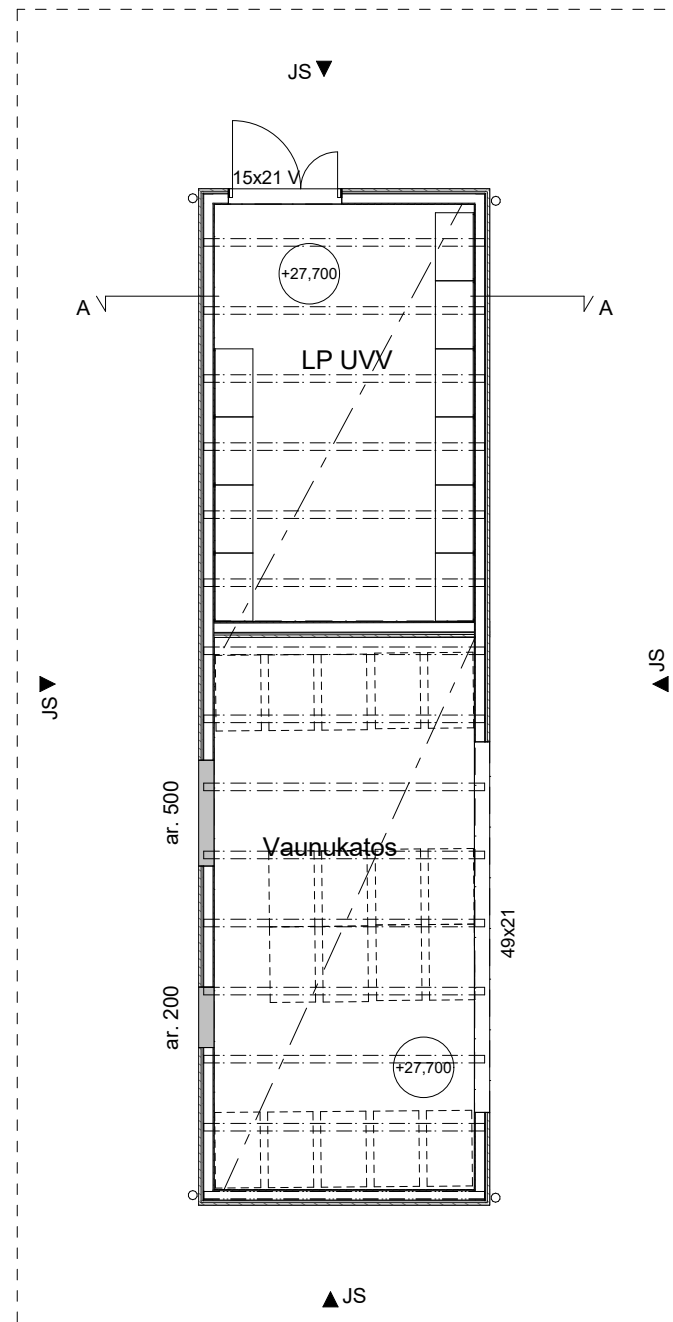 JS
15x21 V
+27,700
A
A
LP UVV
JS
JS
ar. 500
Vaunukatos
49x21
ar. 200
+27,700
JS